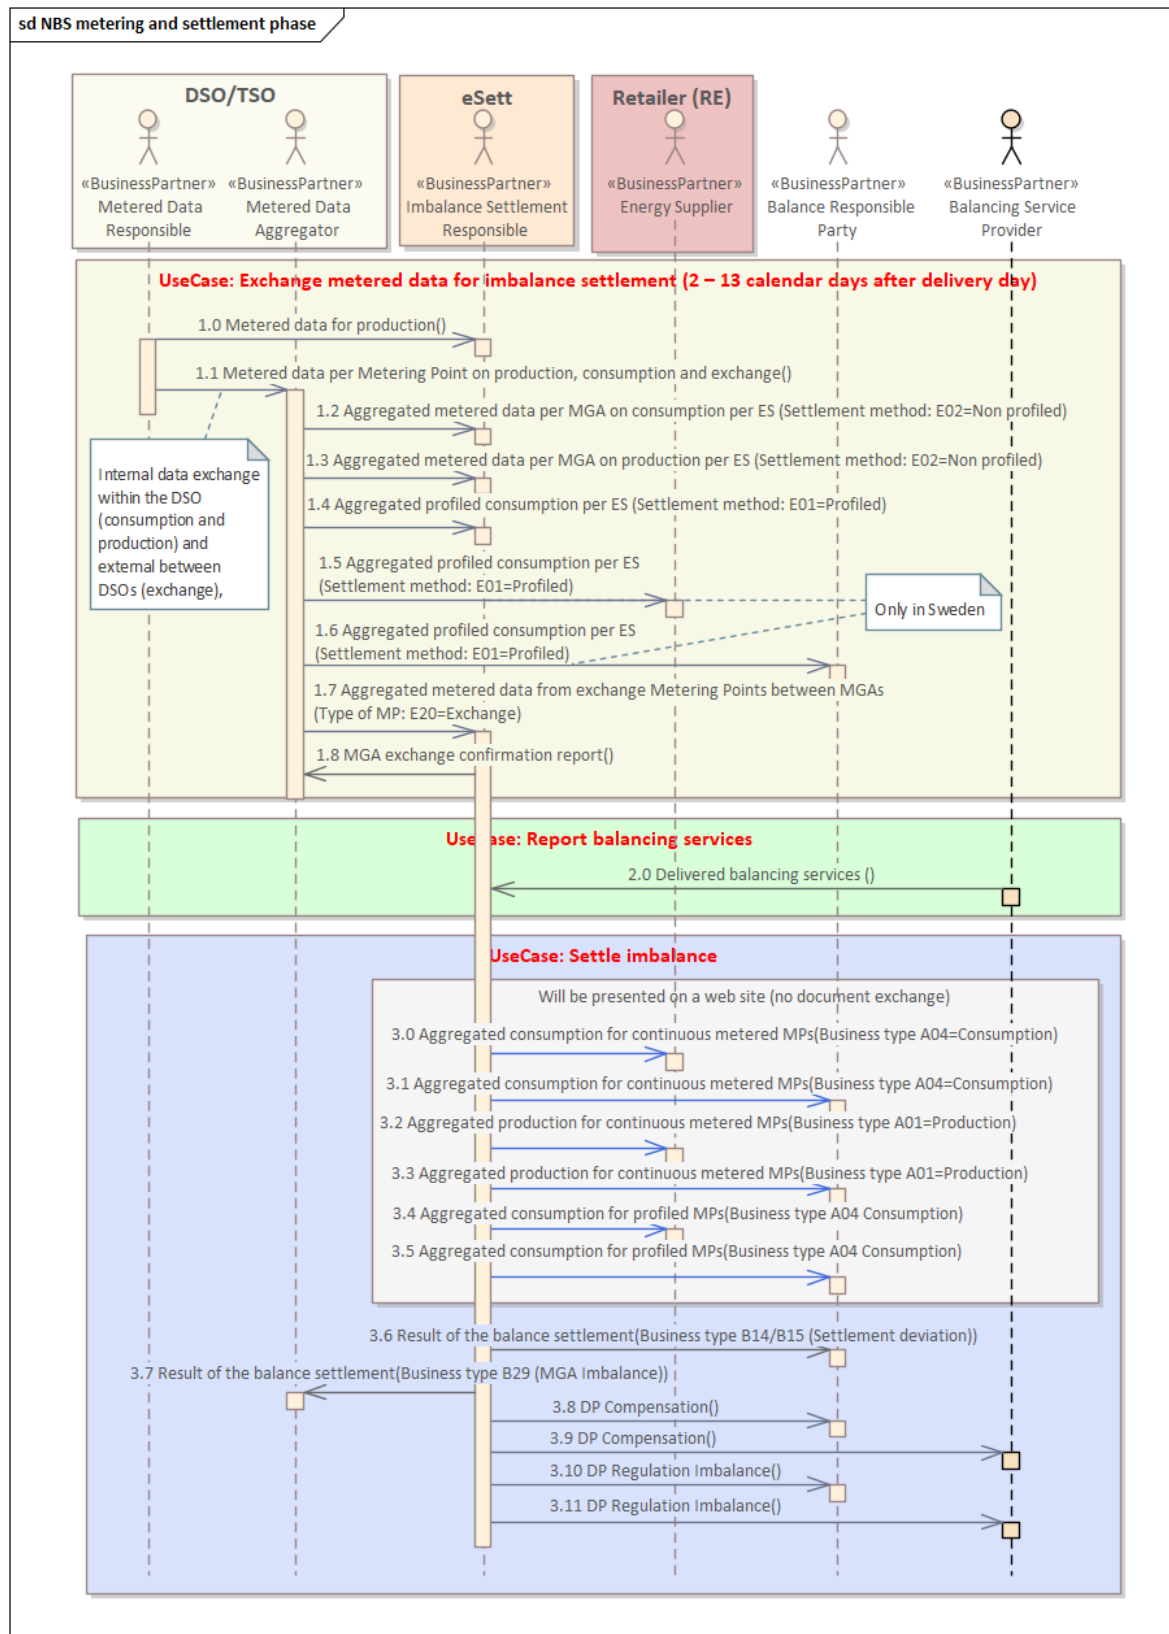 sd NBS metering and settlement phase
DSO/TSO
eSett
Retailer (RE)
«BusinessPartner»
Metered Data
Responsible
«BusinessPartner»
Metered Data
Aggregator
«BusinessPartner»
Imbalance Settlement
Responsible
«BusinessPartner»
Energy Supplier
«BusinessPartner»
Balance Responsible
Party
«BusinessPartner»
Balancing Service
Provider
UseCase: Exchange metered data for imbalance settlement (2 – 13 calendar days after delivery day)
1.0 Metered data for production()
1.1 Metered data per Metering Point on production, consumption and exchange()
1.2 Aggregated metered data per MGA on consumption per ES (Settlement method: E02=Non profiled)
Internal data exchange
within the DSO
(consumption and
production) and
external between
DSOs (exchange),
1.3 Aggregated metered data per MGA on production per ES (Settlement method: E02=Non profiled)
1.4 Aggregated profiled consumption per ES (Settlement method: E01=Profiled)
1.5 Aggregated profiled consumption per ES
(Settlement method: E01=Profiled)
Only in Sweden
1.6 Aggregated profiled consumption per ES
(Settlement method: E01=Profiled)
1.7 Aggregated metered data from exchange Metering Points between MGAs
(Type of MP: E20=Exchange)
1.8 MGA exchange confirmation report()
UseCase: Report balancing services
2.0 Delivered balancing services ()
UseCase: Settle imbalance
Will be presented on a web site (no document exchange)
3.0 Aggregated consumption for continuous metered MPs(Business type A04=Consumption)
3.1 Aggregated consumption for continuous metered MPs(Business type A04=Consumption)
3.2 Aggregated production for continuous metered MPs(Business type A01=Production)
3.3 Aggregated production for continuous metered MPs(Business type A01=Production)
3.4 Aggregated consumption for profiled MPs(Business type A04 Consumption)
3.5 Aggregated consumption for profiled MPs(Business type A04 Consumption)
3.6 Result of the balance settlement(Business type B14/B15 (Settlement deviation))
3.7 Result of the balance settlement(Business type B29 (MGA Imbalance))
3.8 DP Compensation()
3.9 DP Compensation()
3.10 DP Regulation Imbalance()
3.11 DP Regulation Imbalance()